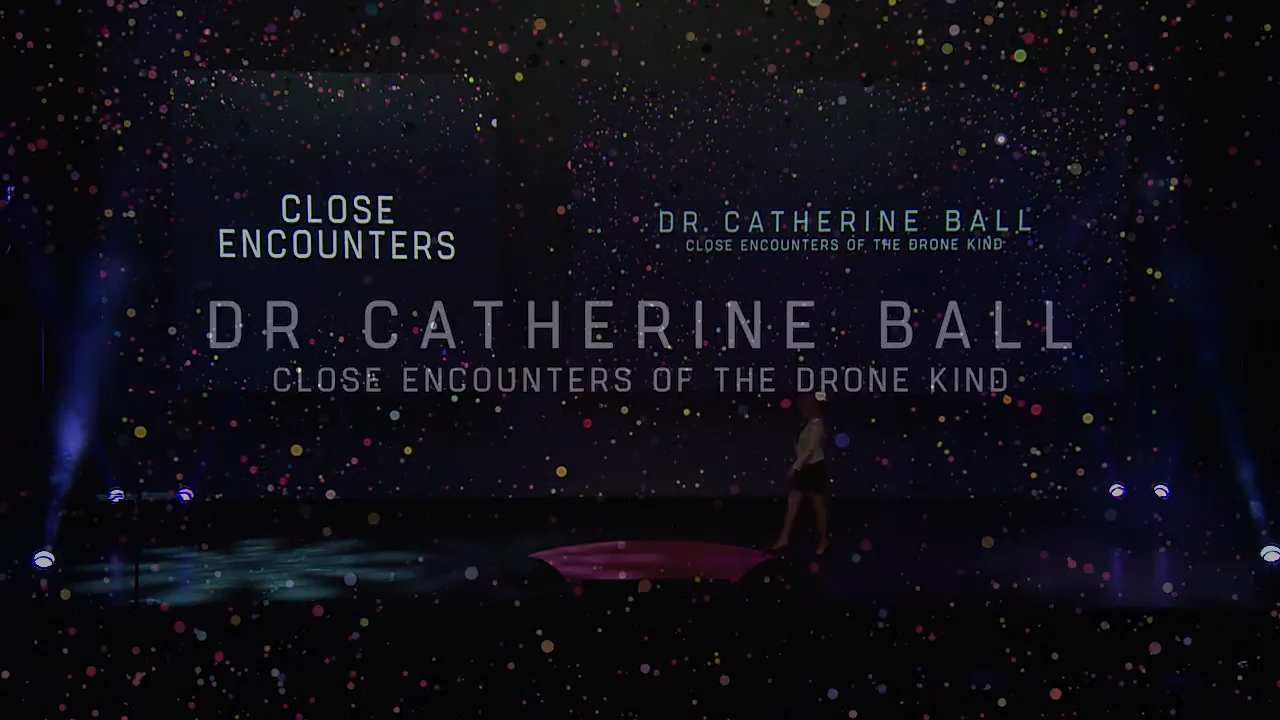 CLOSE
ENCOUNTERS
DR. CATHERINE BALL
CLOSE ENCOUNTERS OF THE DRONE KIND
DR CATHERINE BALL
CLOSE ENCOUNTERS OF THE DRONE KIND